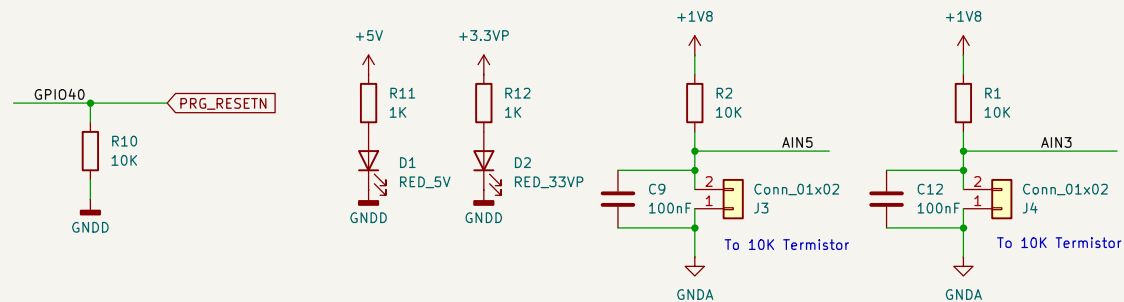 GPIO40
PRG_RESETN
R10
10K
GNDD
+5V
R11
1K
D1
RED_5V
GNDD
+3.3VP
R12
1K
D2
RED_33VP
GNDD
+1V8
R2
10K
AIN5
C9
100nF
2
1
Conn_01x02
J3
To 10K Termistor
GNDA
+1V8
R1
10K
AIN3
C12
100nF
2
1
Conn_01x02
J4
To 10K Termistor
GNDA